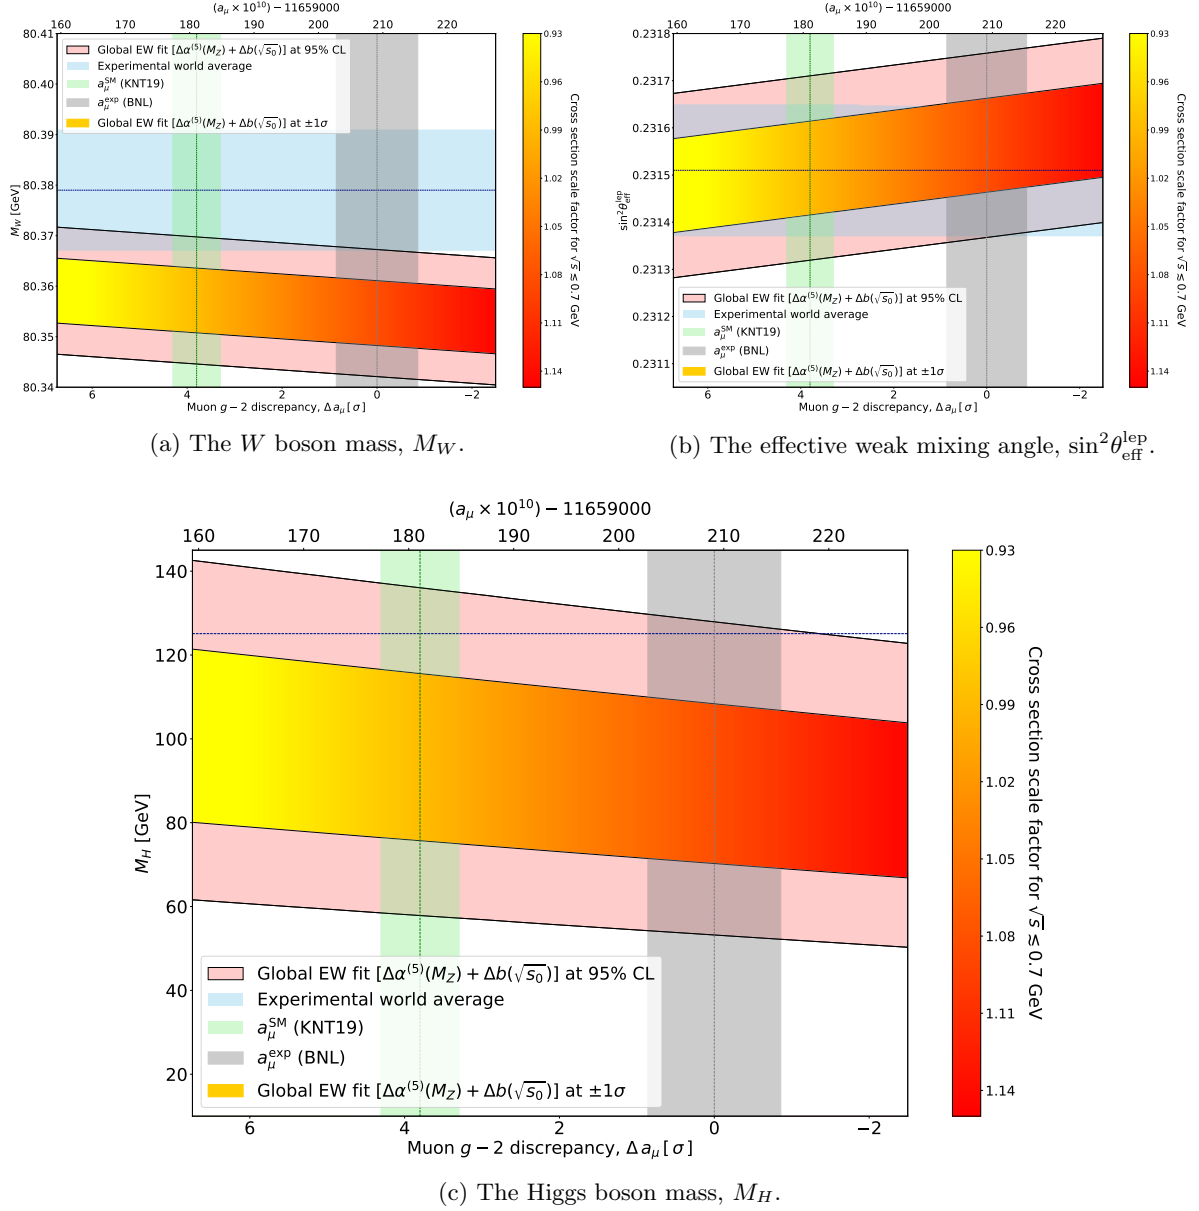 (a_μ × 10^10) − 11659000
160 170 180 190 200 210 220
80.41
80.40
80.39
80.38
80.37
80.36
80.35
80.34
M_W [GeV]
Global EW fit [Δα^(5)(M_Z) + Δb(√s_0)] at 95% CL
Experimental world average
a_μ^SM (KNT19)
a_μ^exp (BNL)
Global EW fit [Δα^(5)(M_Z) + Δb(√s_0)] at ±1σ
6 4 2 0 −2
Muon g − 2 discrepancy, Δ a_μ [σ]
0.93
0.96
0.99
1.02
1.05
1.08
1.11
1.14
Cross section scale factor for √s ≲ 0.7 GeV
(a) The W boson mass, M_W.
(a_μ × 10^10) − 11659000
160 170 180 190 200 210 220
0.2318
0.2317
0.2316
0.2315
0.2314
0.2313
0.2312
0.2311
sin²θ_eff^lep
Global EW fit [Δα^(5)(M_Z) + Δb(√s_0)] at 95% CL
Experimental world average
a_μ^SM (KNT19)
a_μ^exp (BNL)
Global EW fit [Δα^(5)(M_Z) + Δb(√s_0)] at ±1σ
6 4 2 0 −2
Muon g − 2 discrepancy, Δ a_μ [σ]
0.93
0.96
0.99
1.02
1.05
1.08
1.11
1.14
Cross section scale factor for √s ≲ 0.7 GeV
(b) The effective weak mixing angle, sin²θ_eff^lep.
(a_μ × 10^10) − 11659000
160 170 180 190 200 210 220
140
120
100
80
60
40
20
M_H [GeV]
Global EW fit [Δα^(5)(M_Z) + Δb(√s_0)] at 95% CL
Experimental world average
a_μ^SM (KNT19)
a_μ^exp (BNL)
Global EW fit [Δα^(5)(M_Z) + Δb(√s_0)] at ±1σ
6 4 2 0 −2
Muon g − 2 discrepancy, Δ a_μ [σ]
0.93
0.96
0.99
1.02
1.05
1.08
1.11
1.14
Cross section scale factor for √s ≲ 0.7 GeV
(c) The Higgs boson mass, M_H.